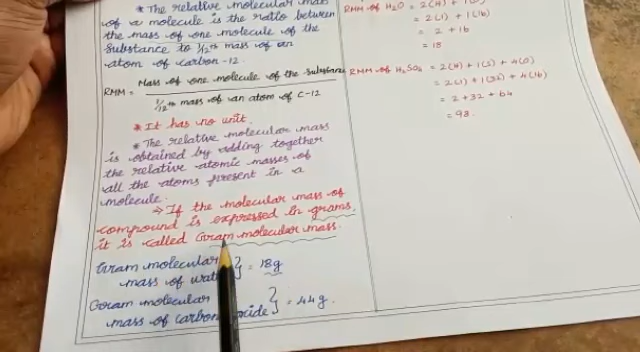 * The relative molecular mass
of a molecule is the ratio between
the mass of one molecule of the
substance to 1/12th mass of an
atom of carbon-12.
RMM = Mass of one molecule of the substance
1/12th mass of an atom of C-12
* It has no unit.
* The relative molecular mass
is obtained by adding together
the relative atomic masses of
all the atoms present in a
molecule.
→ If the molecular mass of
compound is expressed in grams,
it is called Gram molecular mass.
Gram molecular
mass of } = 18g
Gram molecular
mass of } = 44g.
RMM of H2O = 2(H) + 1(
= 2(1) + 1(16)
= 2 + 16
= 18
RMM of = 2(H) + 1(S) + 4(O)
= 2(1) + 1(32) + 4(16)
= 2 + 32 + 64
= 98.